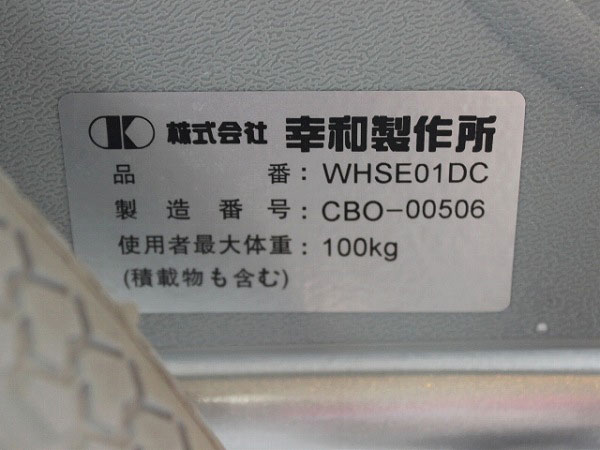 株式会社 幸和製作所
品番：WHSE01DC
製造番号：CBO-00506
使用者最大体重：100kg
(積載物も含む)